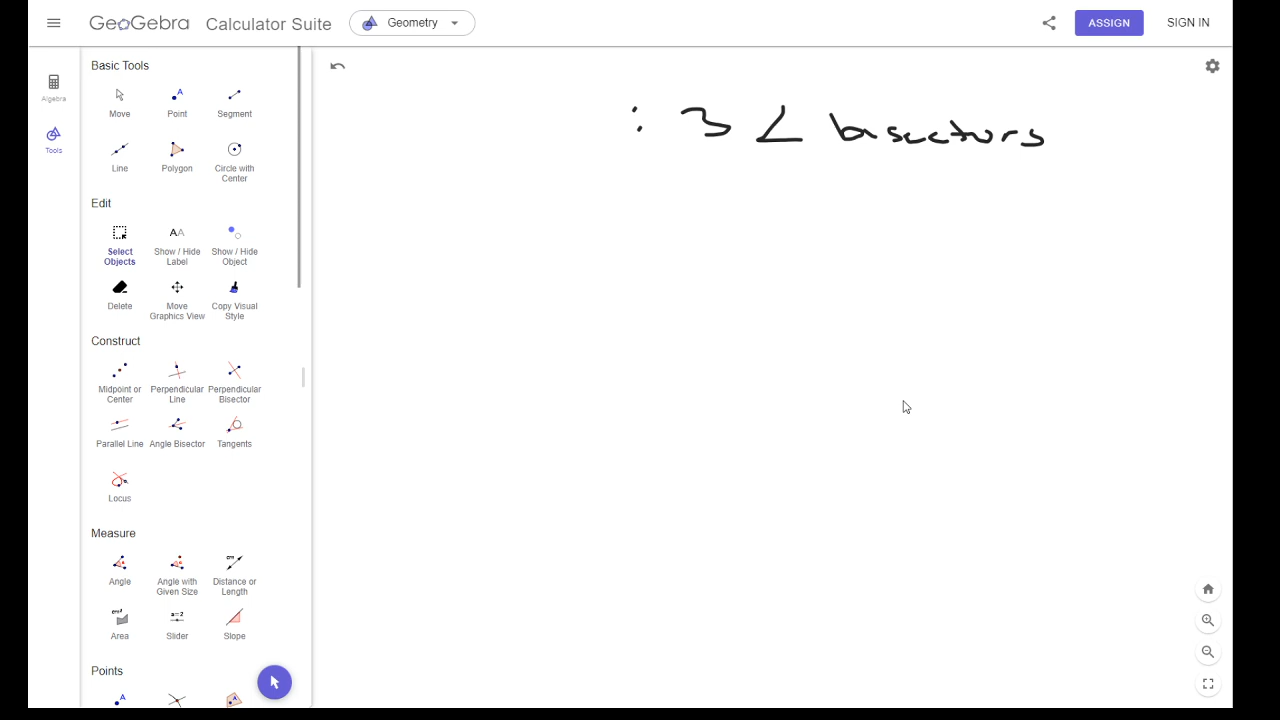 GeoGebra Calculator Suite Geometry ASSIGN SIGN IN
Algebra
Tools
Basic Tools
Move Point Segment
Line Polygon Circle with Center
Edit
Select Objects Show / Hide Label Show / Hide Object
Delete Move Graphics View Copy Visual Style
Construct
Midpoint or Center Perpendicular Line Perpendicular Bisector
Parallel Line Angle Bisector Tangents
Locus
Measure
Angle Angle with Given Size Distance or Length
Area Slider Slope
Points
: 3 ∠ bisectors